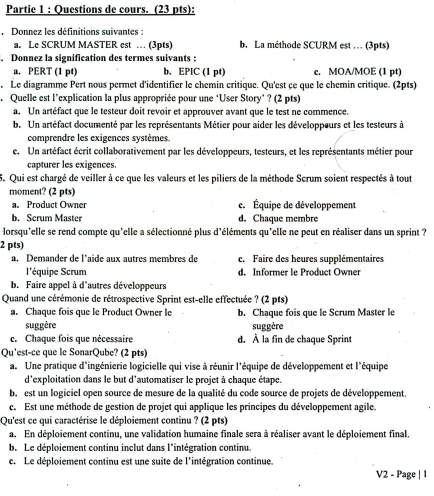 Partie 1 : Questions de cours. (23 pts):
. Donnez les définitions suivantes :
a. Le SCRUM MASTER est … (3pts) b. La méthode SCURM est … (3pts)
. Donnez la signification des termes suivants :
a. PERT (1 pt) b. EPIC (1 pt) c. MOA/MOE (1 pt)
. Le diagramme Pert nous permet d'identifier le chemin critique. Qu'est ce que le chemin critique. (2pts)
. Quelle est l'explication la plus appropriée pour une 'User Story' ? (2 pts)
a. Un artéfact que le testeur doit revoir et approuver avant que le test ne commence.
b. Un artéfact documenté par les représentants Métier pour aider les développeurs et les testeurs à
comprendre les exigences systèmes.
c. Un artéfact écrit collaborativement par les développeurs, testeurs, et les représentants métier pour
capturer les exigences.
5. Qui est chargé de veiller à ce que les valeurs et les piliers de la méthode Scrum soient respectés à tout
moment? (2 pts)
a. Product Owner c. Équipe de développement
b. Scrum Master d. Chaque membre
lorsqu'elle se rend compte qu'elle a sélectionné plus d'éléments qu'elle ne peut en réaliser dans un sprint ?
2 pts)
a. Demander de l'aide aux autres membres de c. Faire des heures supplémentaires
l'équipe Scrum d. Informer le Product Owner
b. Faire appel à d'autres développeurs
Quand une cérémonie de rétrospective Sprint est-elle effectuée ? (2 pts)
a. Chaque fois que le Product Owner le b. Chaque fois que le Scrum Master le
suggère suggère
c. Chaque fois que nécessaire d. À la fin de chaque Sprint
Qu'est-ce que le SonarQube? (2 pts)
a. Une pratique d'ingénierie logicielle qui vise à réunir l'équipe de développement et l'équipe
d'exploitation dans le but d'automatiser le projet à chaque étape.
b. est un logiciel open source de mesure de la qualité du code source de projets de développement.
c. Est une méthode de gestion de projet qui applique les principes du développement agile.
Qu'est ce qui caractérise le déploiement continu ? (2 pts)
a. En déploiement continu, une validation humaine finale sera à réaliser avant le déploiement final.
b. Le déploiement continu inclut dans l'intégration continu.
c. Le déploiement continu est une suite de l'intégration continue.
V2 - Page | 1